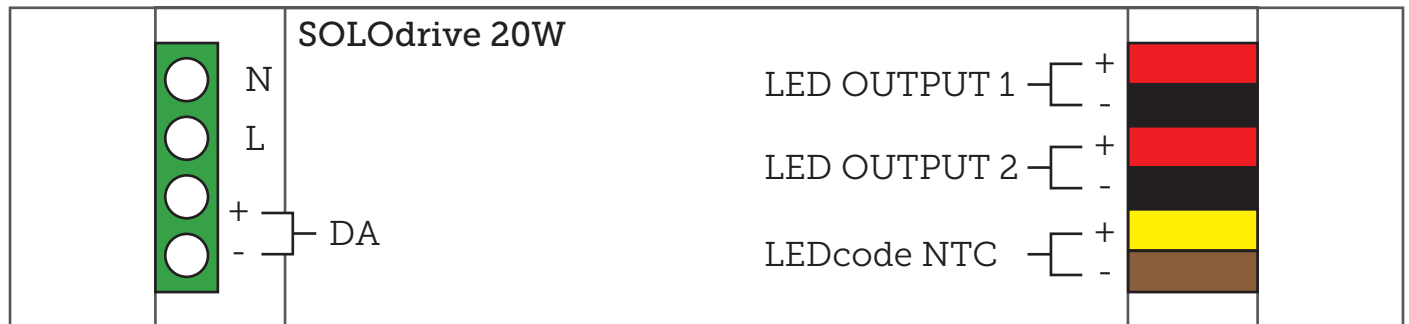 SOLOdrive 20W
N
L
+
-
DA
LED OUTPUT 1
+
-
LED OUTPUT 2
+
-
LEDcode NTC
+
-